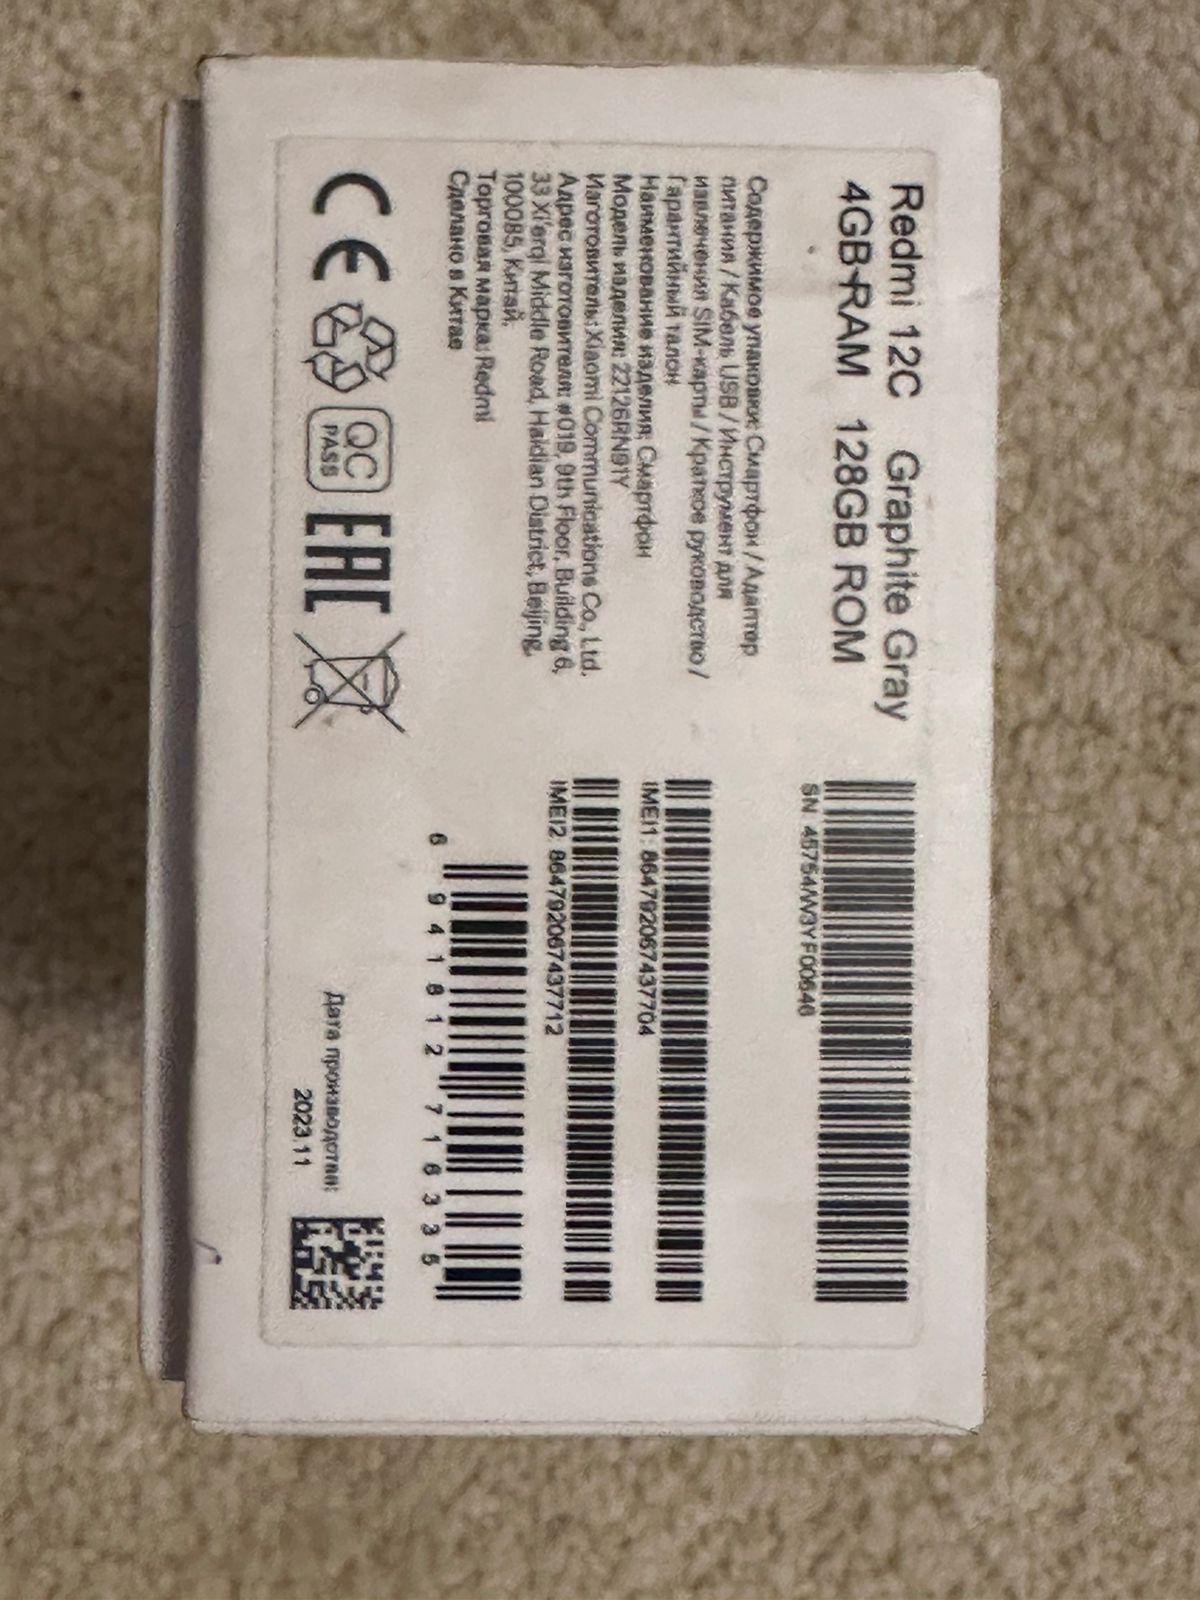 Redmi 12C Graphite Gray
4GB RAM 128GB ROM
Содержимое упаковки: Смартфон / Адаптер
питания / Кабель USB / Инструмент для
извлечения SIM-карты / Краткое руководство /
Гарантийный талон
Наименование изделия: Смартфон
Модель изделия: 22126RN91Y
Изготовитель: Xiaomi Communications Co., Ltd.
Адрес изготовителя: #019, 9th Floor, Building 6,
33 Xi'erqi Middle Road, Haidian District, Beijing,
100085, Китай.
Торговая марка: Redmi
Сделано в Китае
CE
QC
PASS
EAC
SN: 45754/W3YF00646
IMEI1: 864792067437704
IMEI2: 864792067437712
6 941812 716335
Дата производства:
2023.11